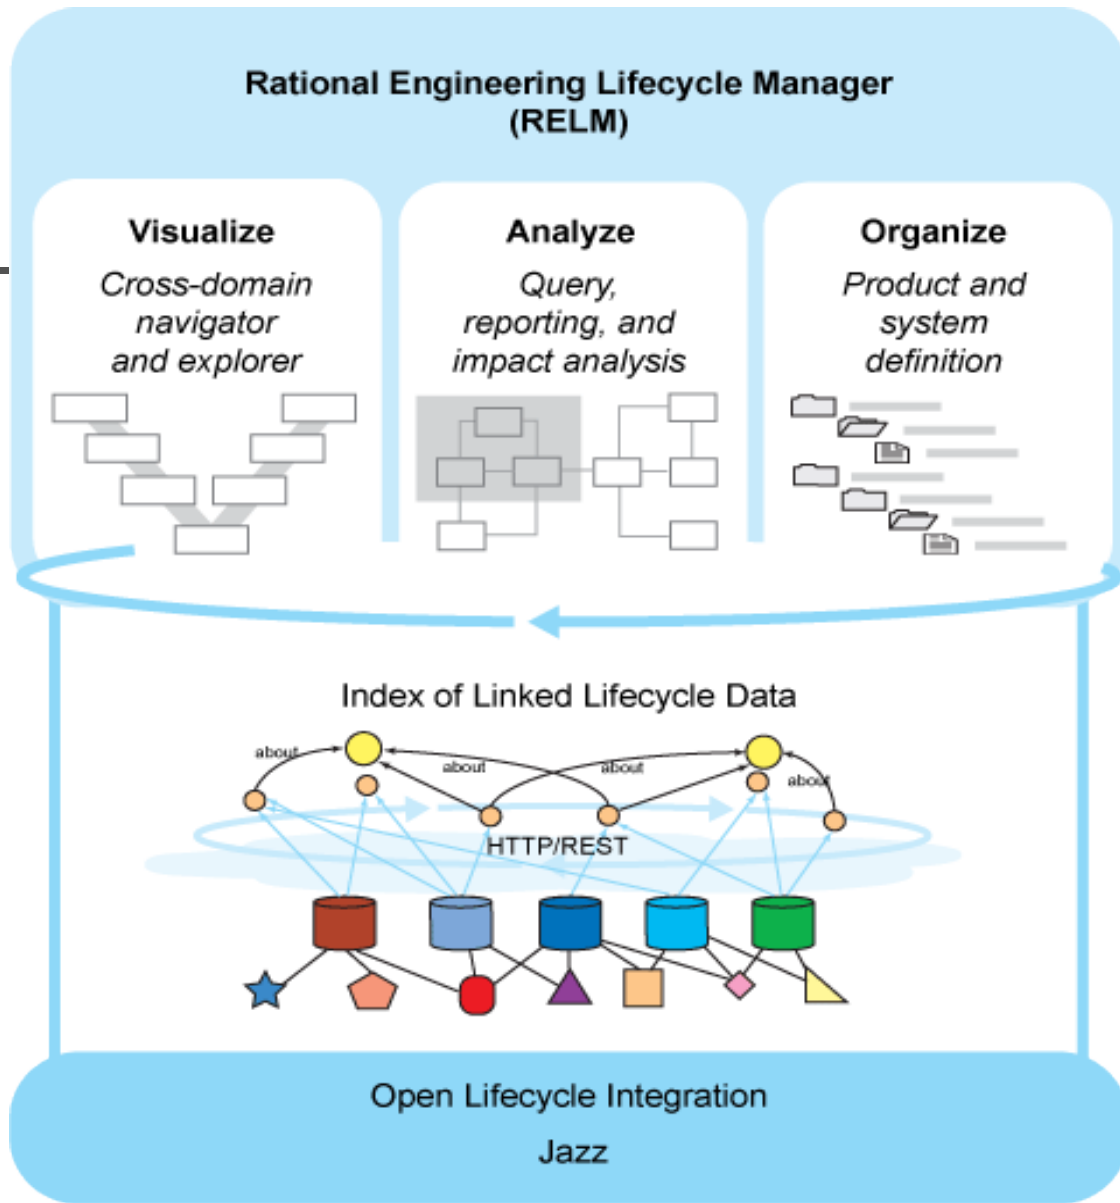 Rational Engineering Lifecycle Manager
(RELM)
Visualize
Cross-domain
navigator
and explorer
Analyze
Query,
reporting, and
impact analysis
Organize
Product and
system
definition
Index of Linked Lifecycle Data
about
about
about
about
HTTP/REST
Open Lifecycle Integration
Jazz